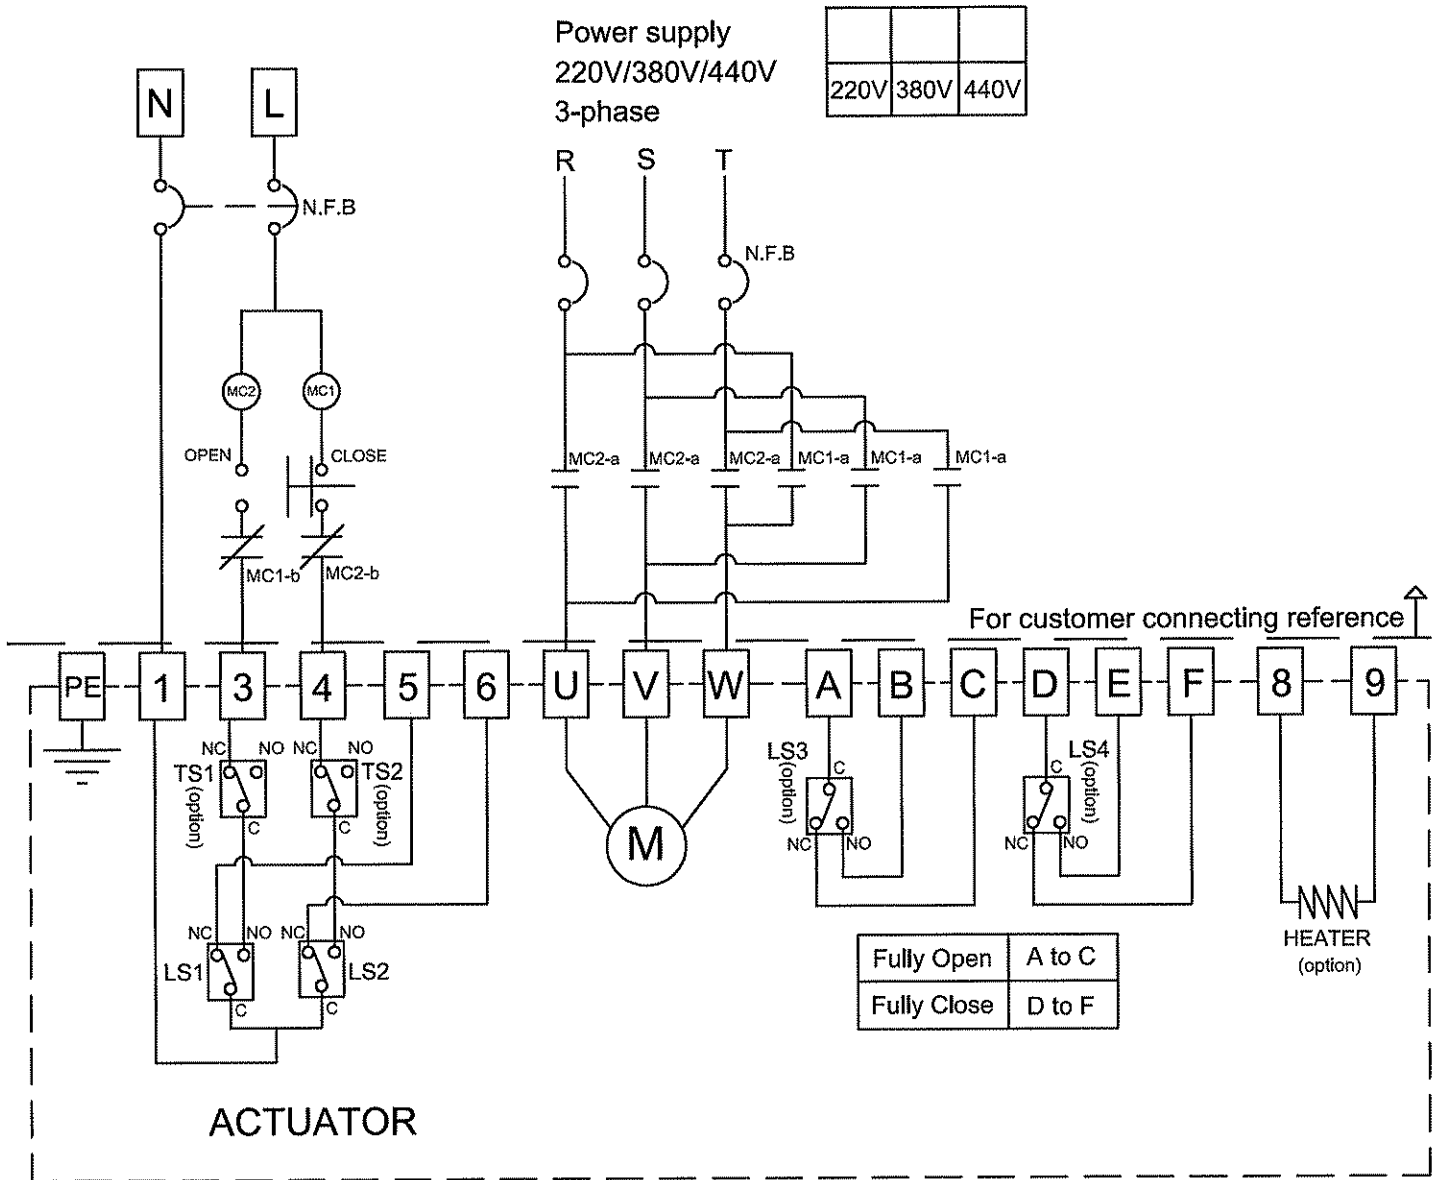 Power supply
220V/380V/440V
3-phase
220V 380V 440V
N L
R S T
N.F.B
N.F.B
MC2 MC1
OPEN CLOSE
MC2-a MC2-a MC2-a MC1-a MC1-a MC1-a
MC1-b MC2-b
For customer connecting reference
PE 1 3 4 5 6 U V W A B C D E F 8 9
NC NO NC NO
TS1 (option) TS2 (option)
C C
LS3 (option) C LS4 (option) C
NC NO NC NO
M
NC NO NC NO
LS1 LS2
C C
HEATER
(option)
Fully Open A to C
Fully Close D to F
ACTUATOR